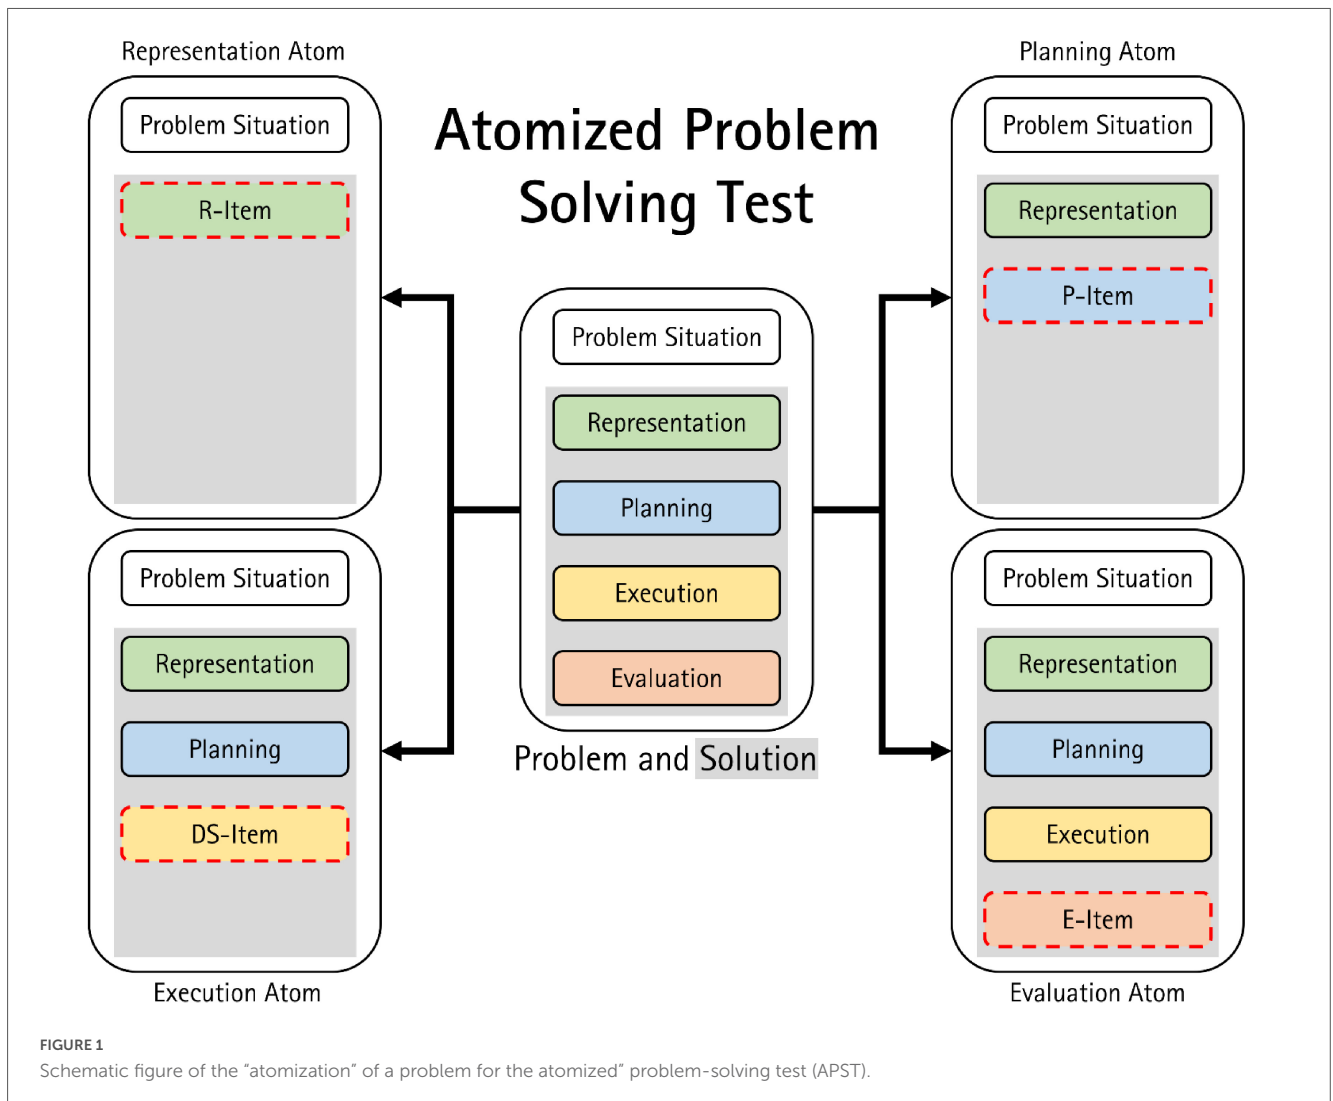 Representation Atom
Problem Situation
R-Item
Atomized Problem
Solving Test
Planning Atom
Problem Situation
Representation
P-Item
Problem Situation
Representation
Planning
Execution
Evaluation
Problem and Solution
Problem Situation
Representation
Planning
DS-Item
Execution Atom
Problem Situation
Representation
Planning
Execution
E-Item
Evaluation Atom
FIGURE 1
Schematic figure of the “atomization” of a problem for the atomized” problem-solving test (APST).